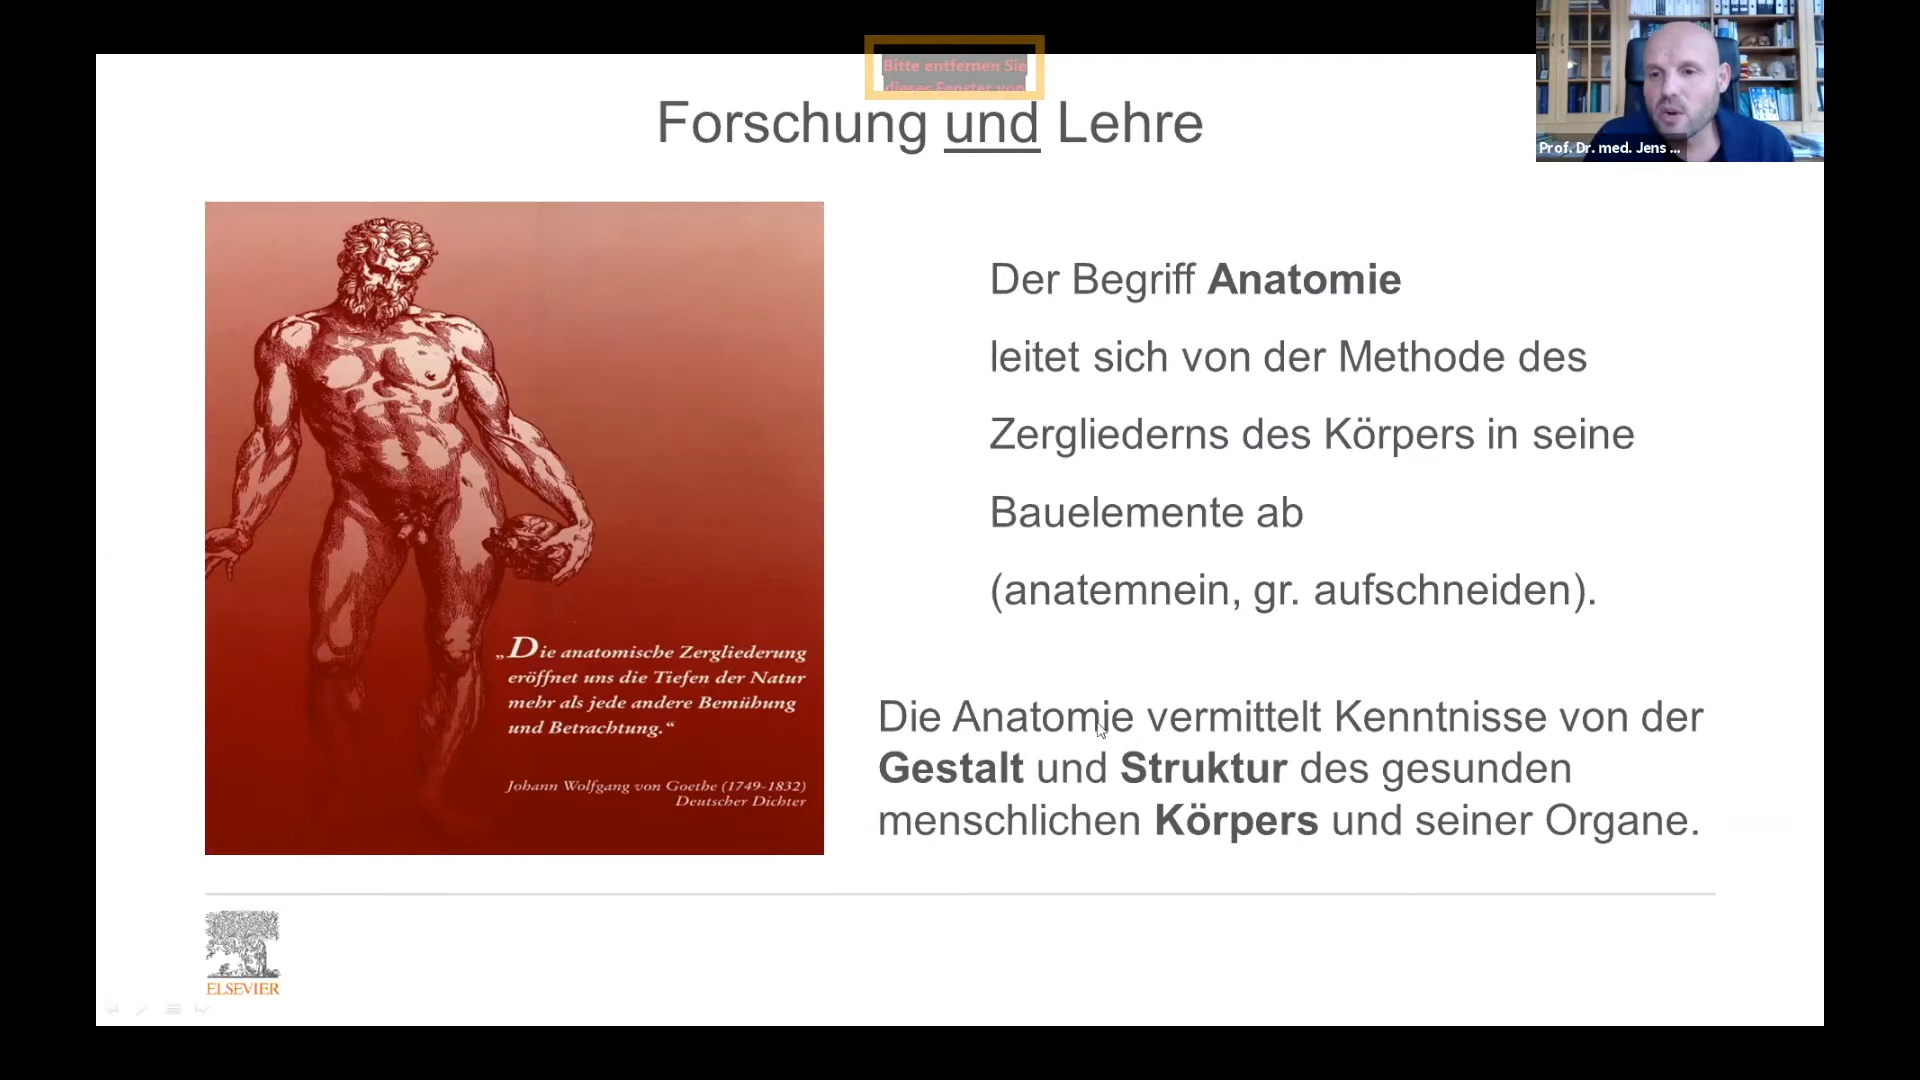 Bitte entfernen Sie
dieses Fenster von
Forschung und Lehre
Prof. Dr. med. Jens ...
Der Begriff Anatomie
leitet sich von der Methode des
Zergliederns des Körpers in seine
Bauelemente ab
(anatemnein, gr. aufschneiden).
„Die anatomische Zergliederung
eröffnet uns die Tiefen der Natur
mehr als jede andere Bemühung
und Betrachtung.“
Johann Wolfgang von Goethe (1749-1832)
Deutscher Dichter
Die Anatomie vermittelt Kenntnisse von der
Gestalt und Struktur des gesunden
menschlichen Körpers und seiner Organe.
ELSEVIER